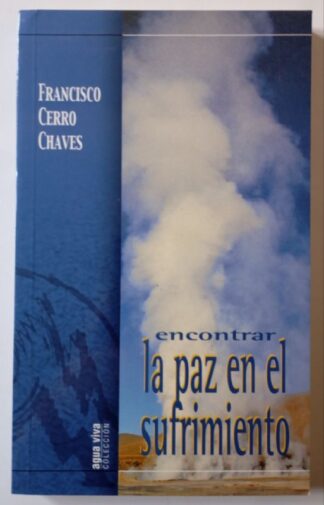 FRANCISCO
CERRO
CHAVES
encontrar
la paz en el
sufrimiento
agua viva
COLECCIÓN